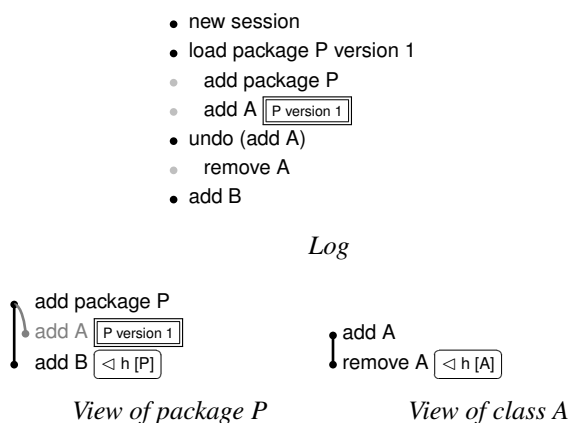 new session
load package P version 1
add package P
add A P version 1
undo (add A)
remove A
add B
Log
add package P
add A P version 1
add B ◁ h [P]
View of package P
add A
remove A ◁ h [A]
View of class A